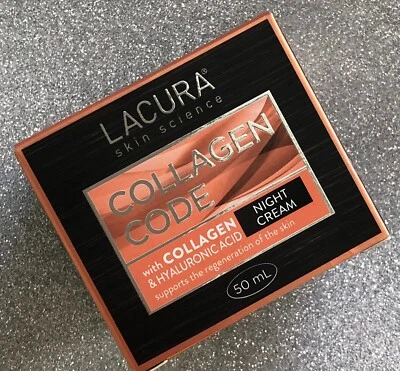 LACURA®
skin science
COLLAGEN
CODE
with COLLAGEN
& HYALURONIC ACID
supports the regeneration of the skin
NIGHT
CREAM
50 mL